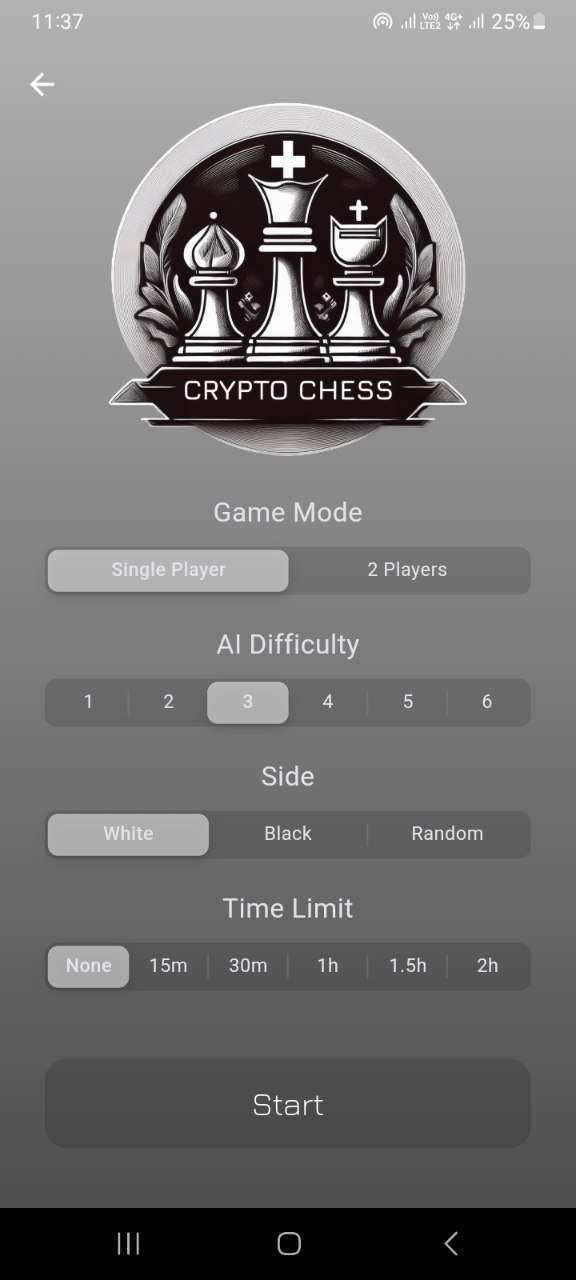 11:37 Vo)) LTE2 4G+ 25%
CRYPTO CHESS
Game Mode
Single Player 2 Players
AI Difficulty
1 2 3 4 5 6
Side
White Black Random
Time Limit
None 15m 30m 1h 1.5h 2h
Start